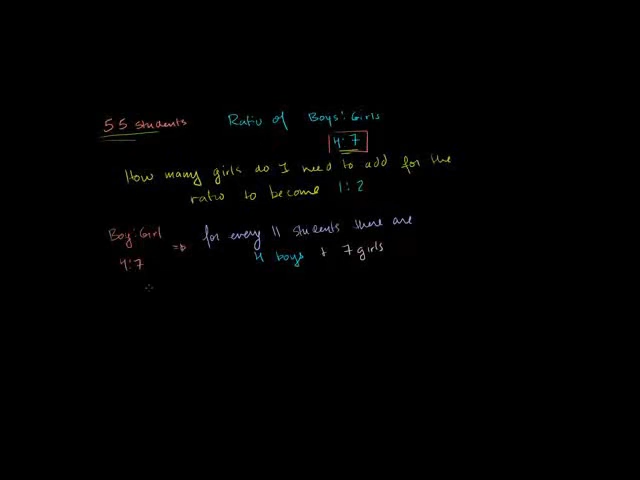 55 students Ratio of Boys:Girls
4:7
How many girls do I need to add for the
ratio to become 1:2
Boy:Girl => for every 11 students there are
4:7 4 boys + 7 girls